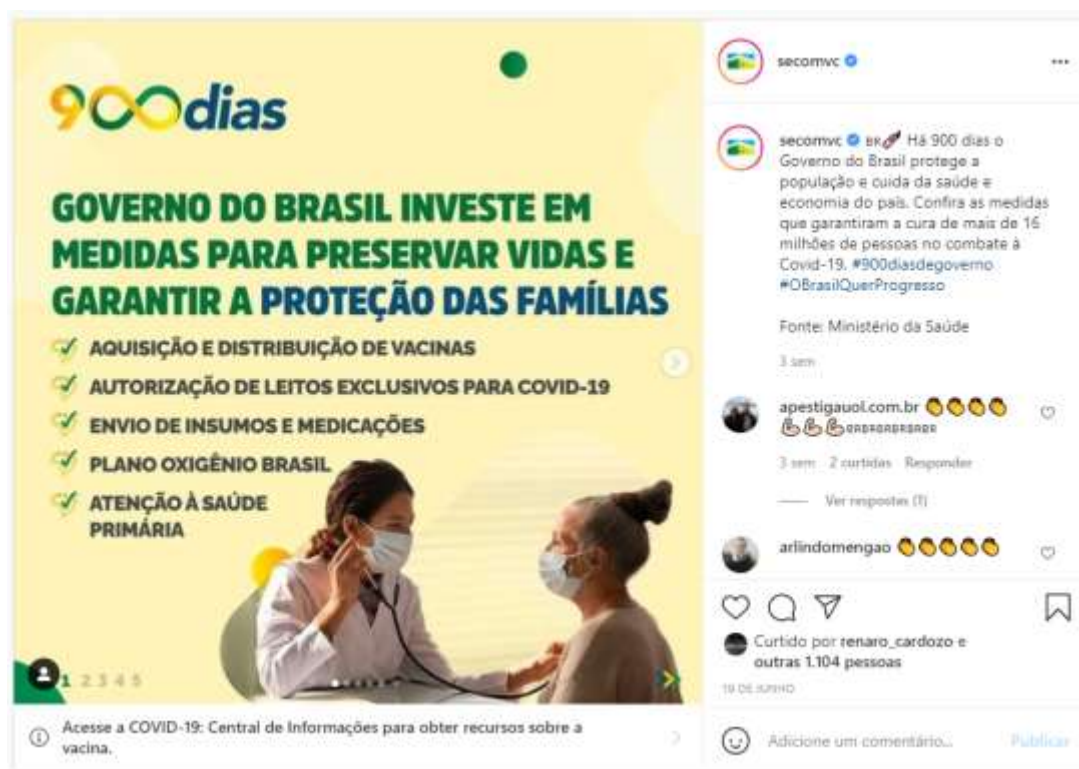 900dias
GOVERNO DO BRASIL INVESTE EM
MEDIDAS PARA PRESERVAR VIDAS E
GARANTIR A PROTEÇÃO DAS FAMÍLIAS
AQUISIÇÃO E DISTRIBUIÇÃO DE VACINAS
AUTORIZAÇÃO DE LEITOS EXCLUSIVOS PARA COVID-19
ENVIO DE INSUMOS E MEDICAÇÕES
PLANO OXIGÊNIO BRASIL
ATENÇÃO À SAÚDE
PRIMÁRIA
1 2 3 4 5
Acesse a COVID-19: Central de Informações para obter recursos sobre a
vacina.
secomvc
secomvc BR Há 900 dias o
Governo do Brasil protege a
população e cuida da saúde e
economia do país. Confira as medidas
que garantiram a cura de mais de 16
milhões de pessoas no combate à
Covid-19. #900diasdegoverno
#OBrasilQuerProgresso
Fonte: Ministério da Saúde
3 sem
apestigauol.com.br
BRBRBRBRBRBR
3 sem 2 curtidas Responder
Ver respostas (1)
arlindomengao
Curtido por renaro_cardozo e
outras 1.104 pessoas
19 DE JUNHO
Adicione um comentário... Publicar